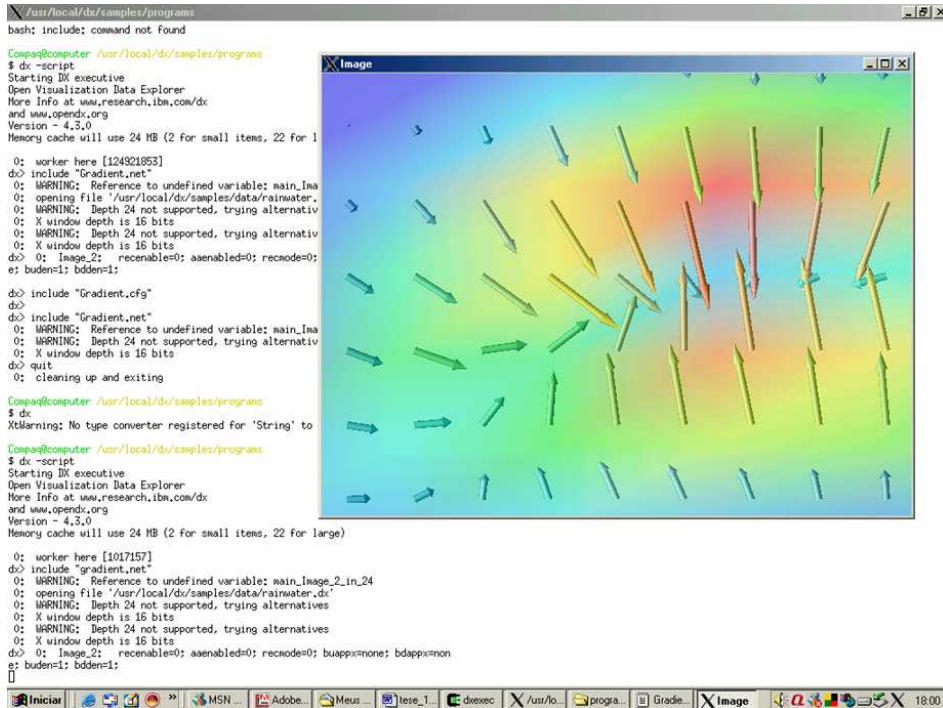 /usr/local/dx/samples/programs
bash: include: command not found
Compaq@computer /usr/local/dx/samples/programs
$ dx -script
Starting DX executive
Open Visualization Data Explorer
More Info at www.research.ibm.com/dx
and www.opendx.org
Version - 4.3.0
Memory cache will use 24 MB (2 for small items, 22 for l
0: worker here [124921853]
dx> include "Gradient.net"
0: WARNING: Reference to undefined variable: main_Ima
0: opening file '/usr/local/dx/samples/data/rainwater.
0: WARNING: Depth 24 not supported, trying alternativ
0: X window depth is 16 bits
0: WARNING: Depth 24 not supported, trying alternativ
0: X window depth is 16 bits
dx> 0: Image_2: recenable=0; aaenabled=0; recmode=0;
e; buden=1; bdden=1;
dx> include "Gradient.cfg"
dx>
dx> include "Gradient.net"
0: WARNING: Reference to undefined variable: main_Ima
0: WARNING: Depth 24 not supported, trying alternativ
0: X window depth is 16 bits
dx> quit
0: cleaning up and exiting
Compaq@computer /usr/local/dx/samples/programs
$ dx
XtWarning: No type converter registered for 'String' to
Compaq@computer /usr/local/dx/samples/programs
$ dx -script
Starting DX executive
Open Visualization Data Explorer
More Info at www.research.ibm.com/dx
and www.opendx.org
Version - 4.3.0
Memory cache will use 24 MB (2 for small items, 22 for large)
0: worker here [1017157]
dx> include "gradient.net"
0: WARNING: Reference to undefined variable: main_Image_2_in_24
0: opening file '/usr/local/dx/samples/data/rainwater.dx'
0: WARNING: Depth 24 not supported, trying alternatives
0: X window depth is 16 bits
0: WARNING: Depth 24 not supported, trying alternatives
0: X window depth is 16 bits
dx> 0: Image_2: recenable=0; aaenabled=0; recmode=0; buappx=none; bdappx=non
e; buden=1; bdden=1;
Image
Iniciar » MSN ... Adobe... Meus ... tese_1... dxexec /usr/lo... progra... Gradie... Image 18:00